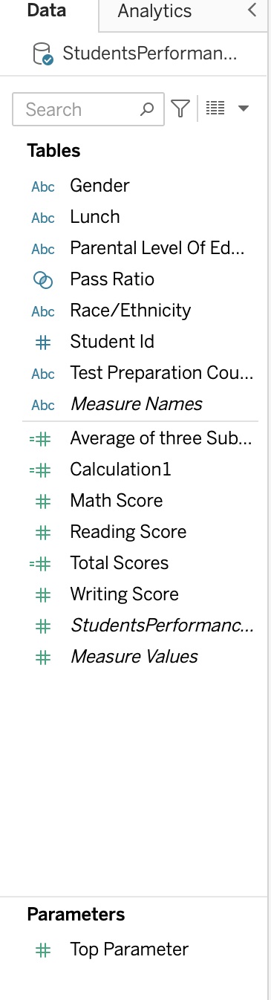 Data
Analytics
StudentsPerforman...
Search
Tables
Abc Gender
Abc Lunch
Abc Parental Level Of Ed...
Pass Ratio
Abc Race/Ethnicity
# Student Id
Abc Test Preparation Cou...
Abc Measure Names
=# Average of three Sub...
=# Calculation1
# Math Score
# Reading Score
=# Total Scores
# Writing Score
# StudentsPerformanc...
# Measure Values
Parameters
# Top Parameter